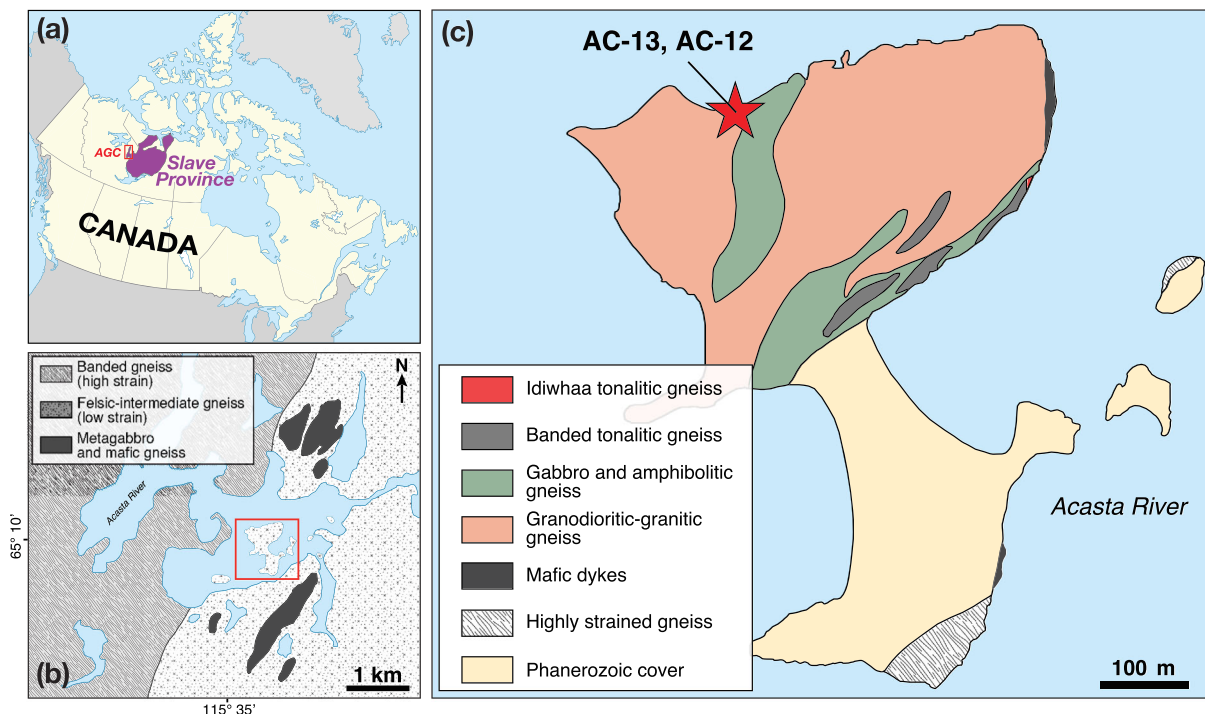 (a)
AGC
Slave
Province
CANADA
Banded gneiss
(high strain)
Felsic-intermediate gneiss
(low strain)
Metagabbro
and mafic gneiss
N
Acasta River
65° 10'
(b)
1 km
115° 35'
(c)
AC-13, AC-12
Idiwhaa tonalitic gneiss
Banded tonalitic gneiss
Gabbro and amphibolitic
gneiss
Granodioritic-granitic
gneiss
Mafic dykes
Highly strained gneiss
Phanerozoic cover
Acasta River
100 m